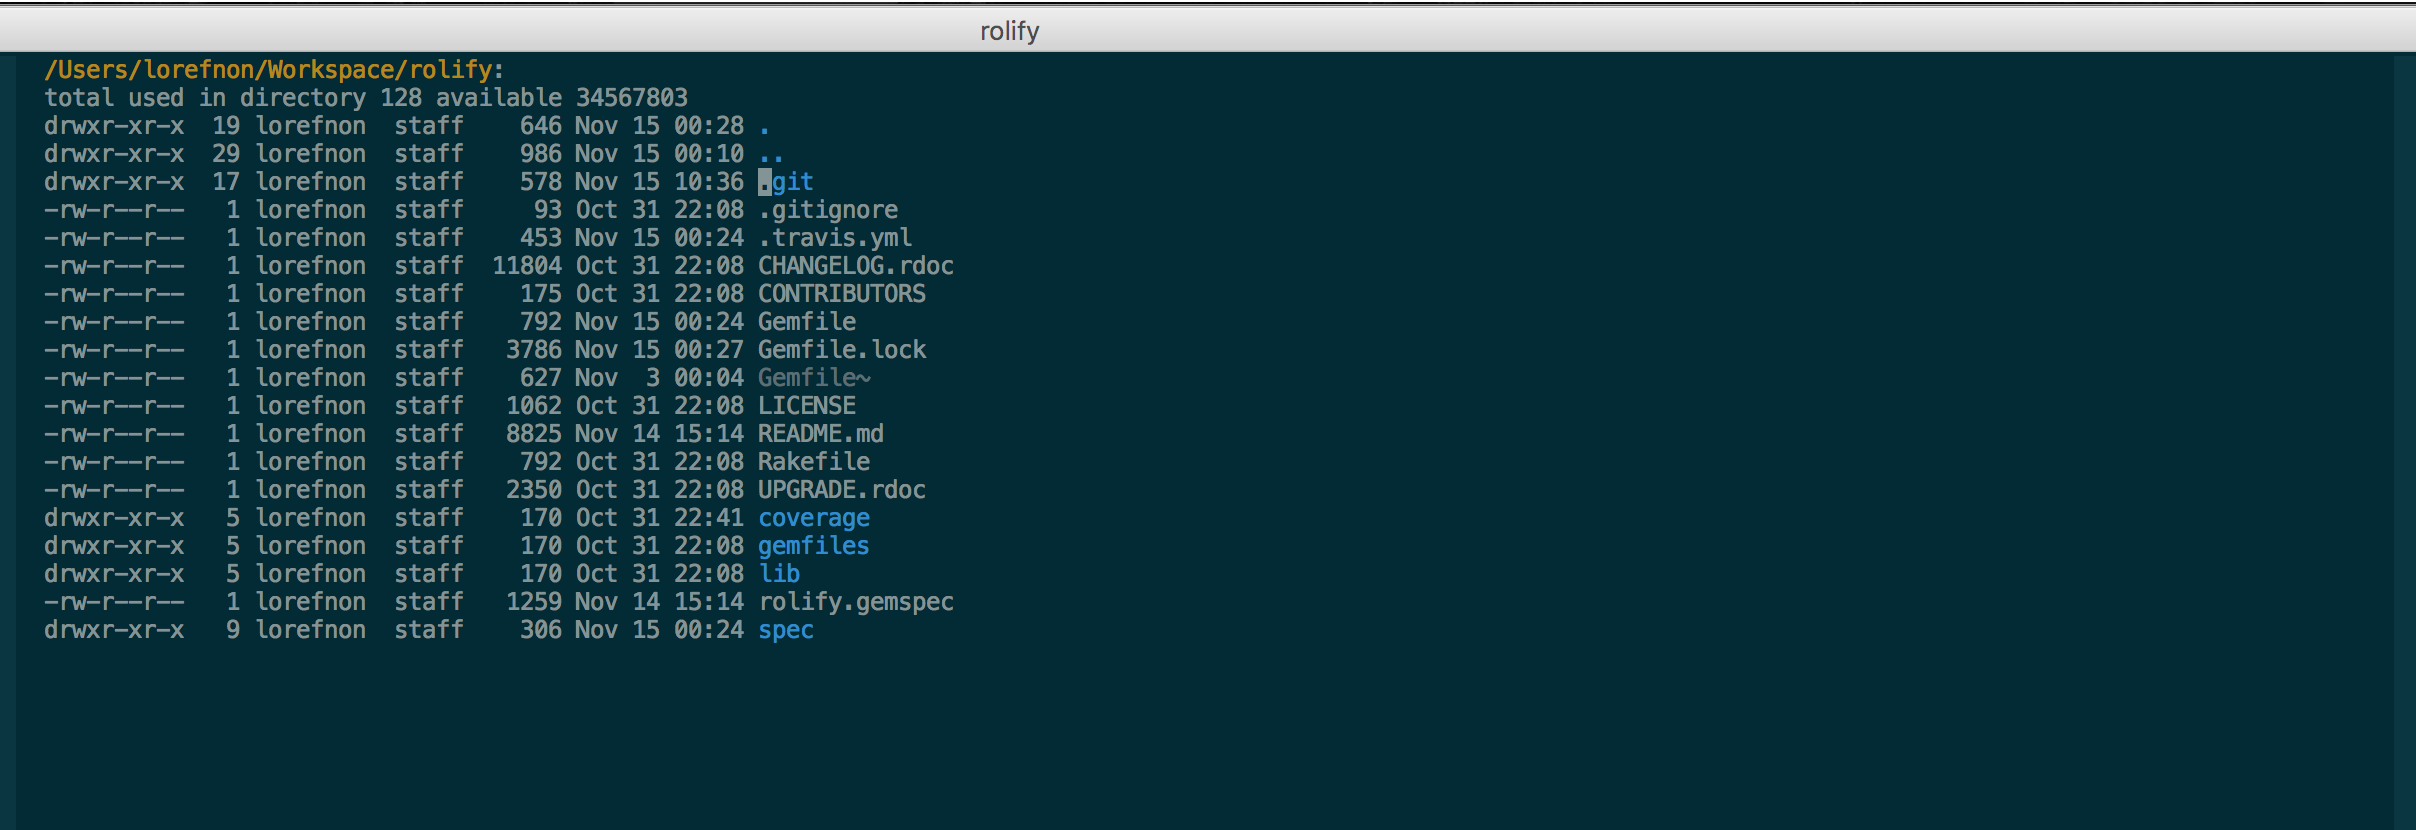 rolify
/Users/lorefnon/Workspace/rolify:
total used in directory 128 available 34567803
drwxr-xr-x  19 lorefnon  staff    646 Nov 15 00:28 .
drwxr-xr-x  29 lorefnon  staff    986 Nov 15 00:10 ..
drwxr-xr-x  17 lorefnon  staff    578 Nov 15 10:36 .git
-rw-r--r--   1 lorefnon  staff     93 Oct 31 22:08 .gitignore
-rw-r--r--   1 lorefnon  staff    453 Nov 15 00:24 .travis.yml
-rw-r--r--   1 lorefnon  staff  11804 Oct 31 22:08 CHANGELOG.rdoc
-rw-r--r--   1 lorefnon  staff    175 Oct 31 22:08 CONTRIBUTORS
-rw-r--r--   1 lorefnon  staff    792 Nov 15 00:24 Gemfile
-rw-r--r--   1 lorefnon  staff   3786 Nov 15 00:27 Gemfile.lock
-rw-r--r--   1 lorefnon  staff    627 Nov  3 00:04 Gemfile~
-rw-r--r--   1 lorefnon  staff   1062 Oct 31 22:08 LICENSE
-rw-r--r--   1 lorefnon  staff   8825 Nov 14 15:14 README.md
-rw-r--r--   1 lorefnon  staff    792 Oct 31 22:08 Rakefile
-rw-r--r--   1 lorefnon  staff   2350 Oct 31 22:08 UPGRADE.rdoc
drwxr-xr-x   5 lorefnon  staff    170 Oct 31 22:41 coverage
drwxr-xr-x   5 lorefnon  staff    170 Oct 31 22:08 gemfiles
drwxr-xr-x   5 lorefnon  staff    170 Oct 31 22:08 lib
-rw-r--r--   1 lorefnon  staff   1259 Nov 14 15:14 rolify.gemspec
drwxr-xr-x   9 lorefnon  staff    306 Nov 15 00:24 spec